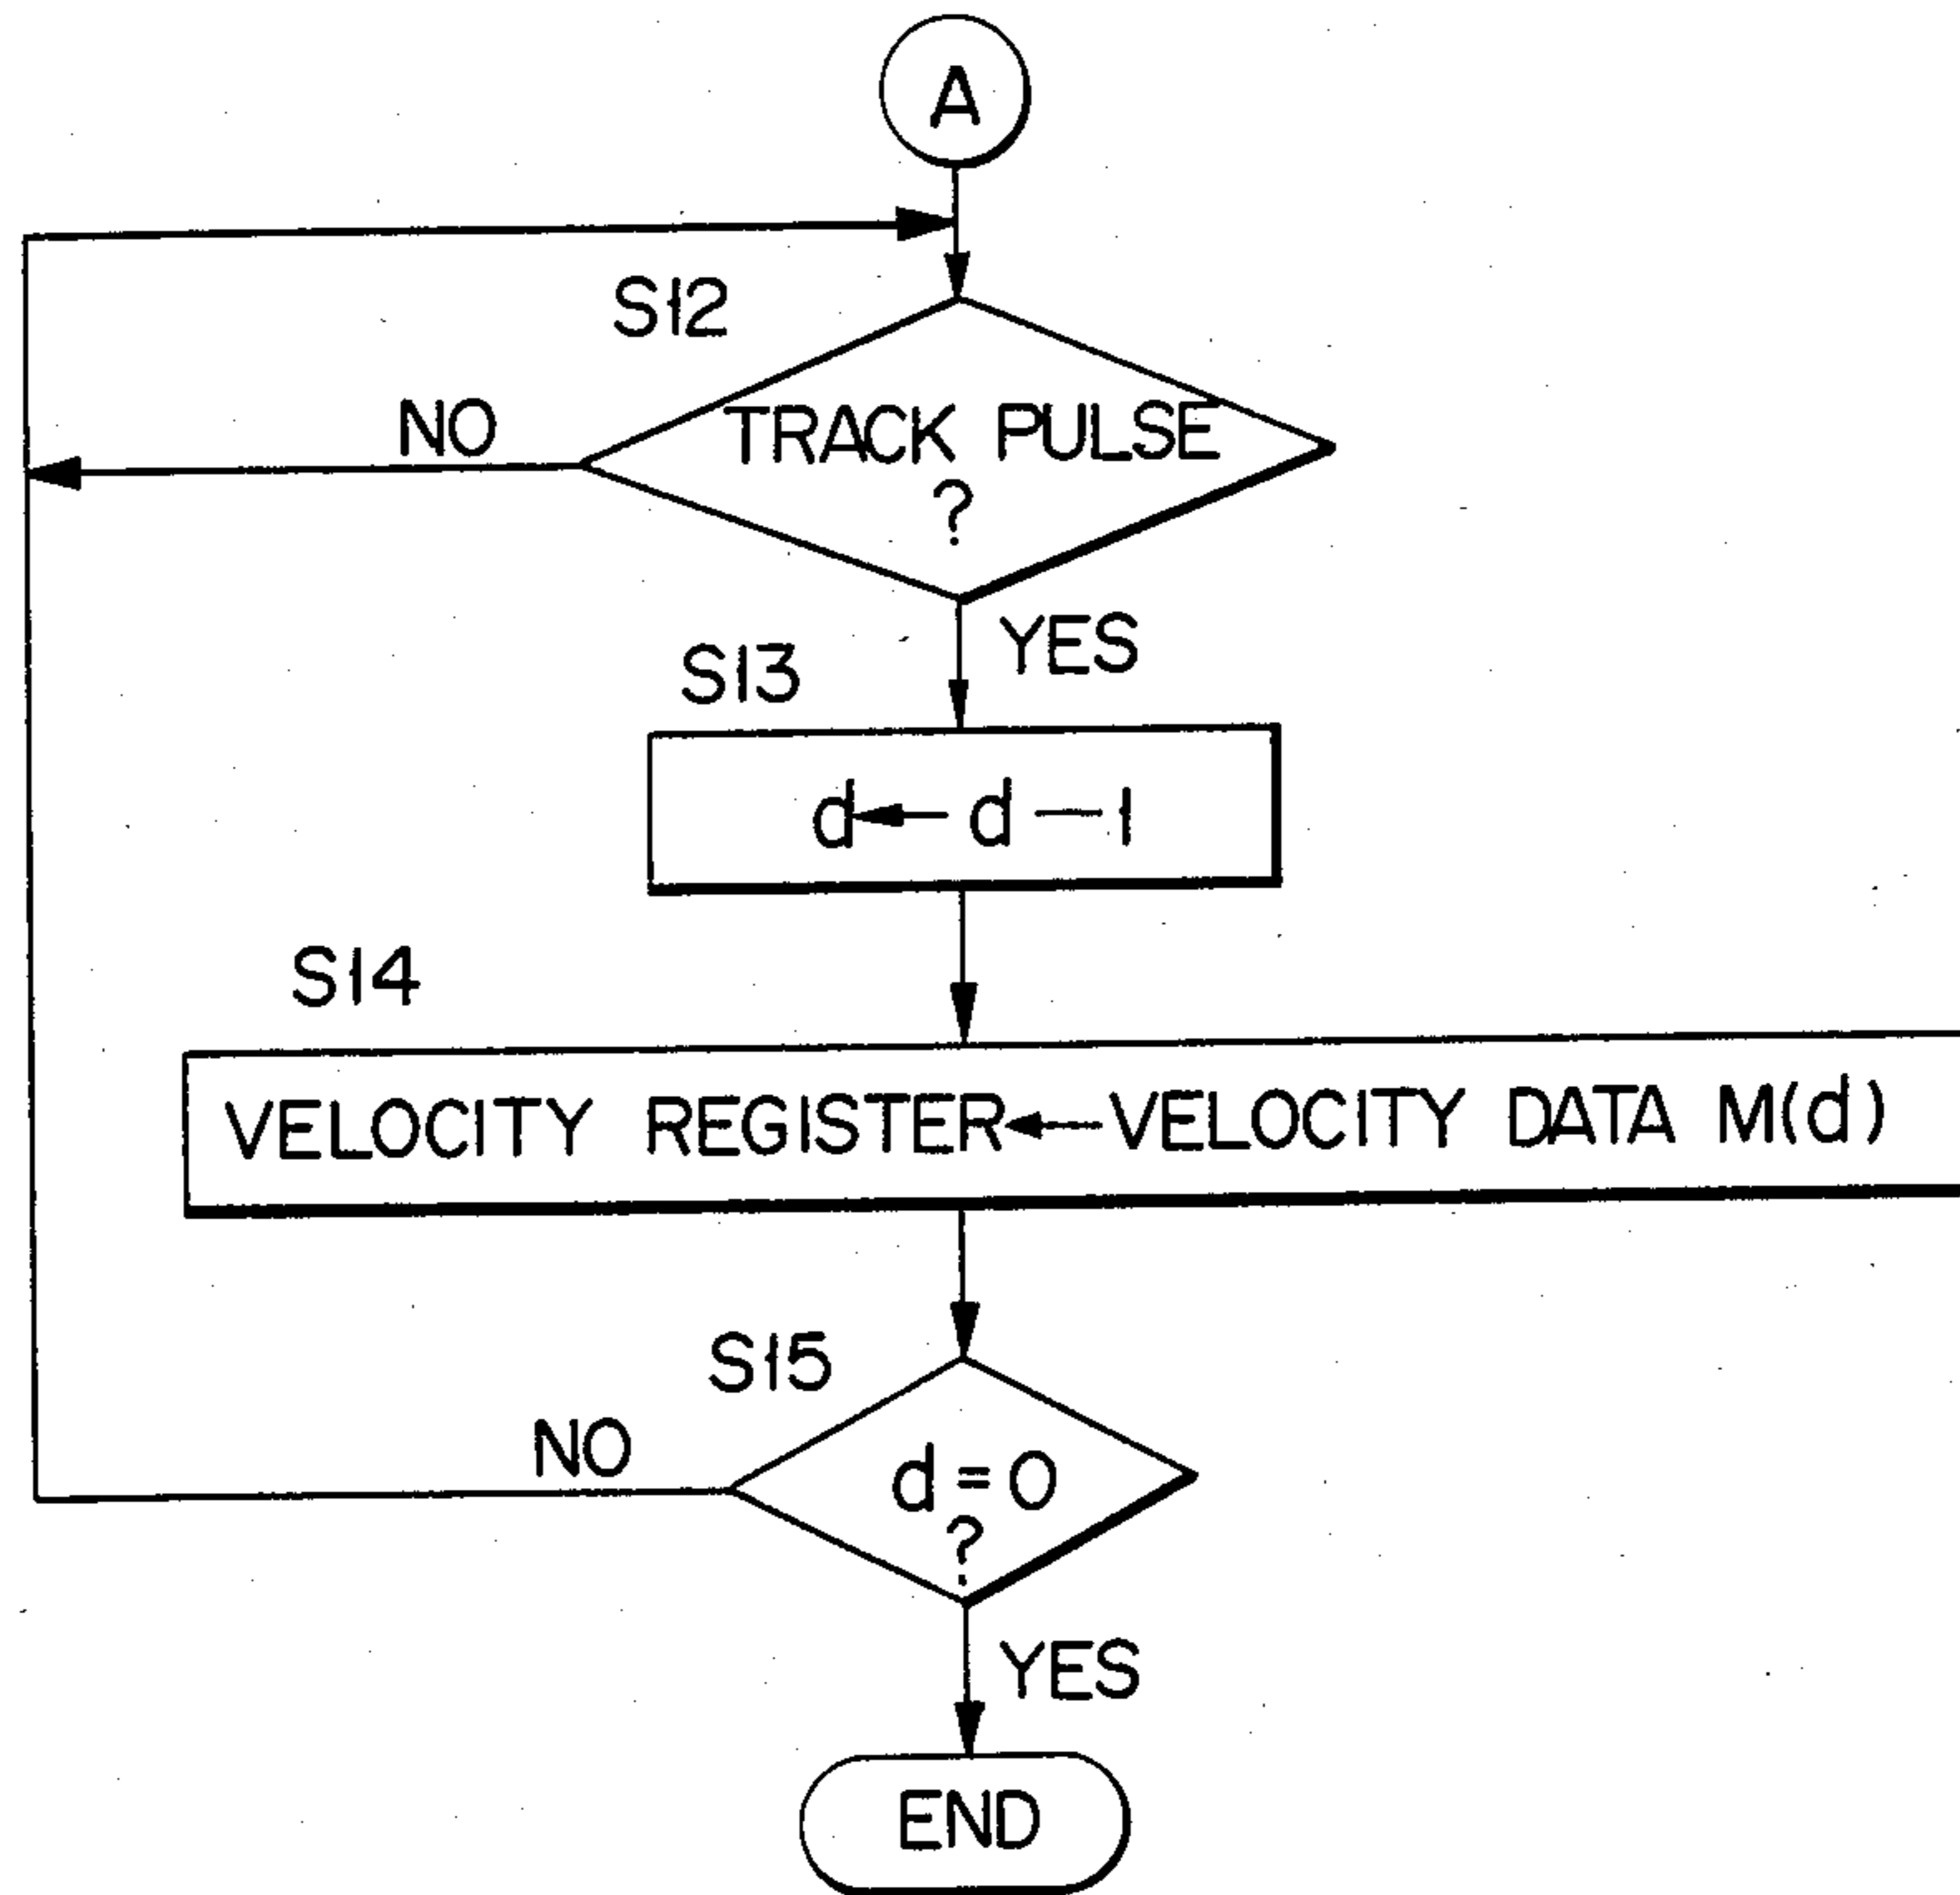 A
S12
NO
TRACK PULSE
?
YES
S13
d ← d — 1
S14
VELOCITY REGISTER ← VELOCITY DATA M(d)
S15
NO
d = 0
?
YES
END